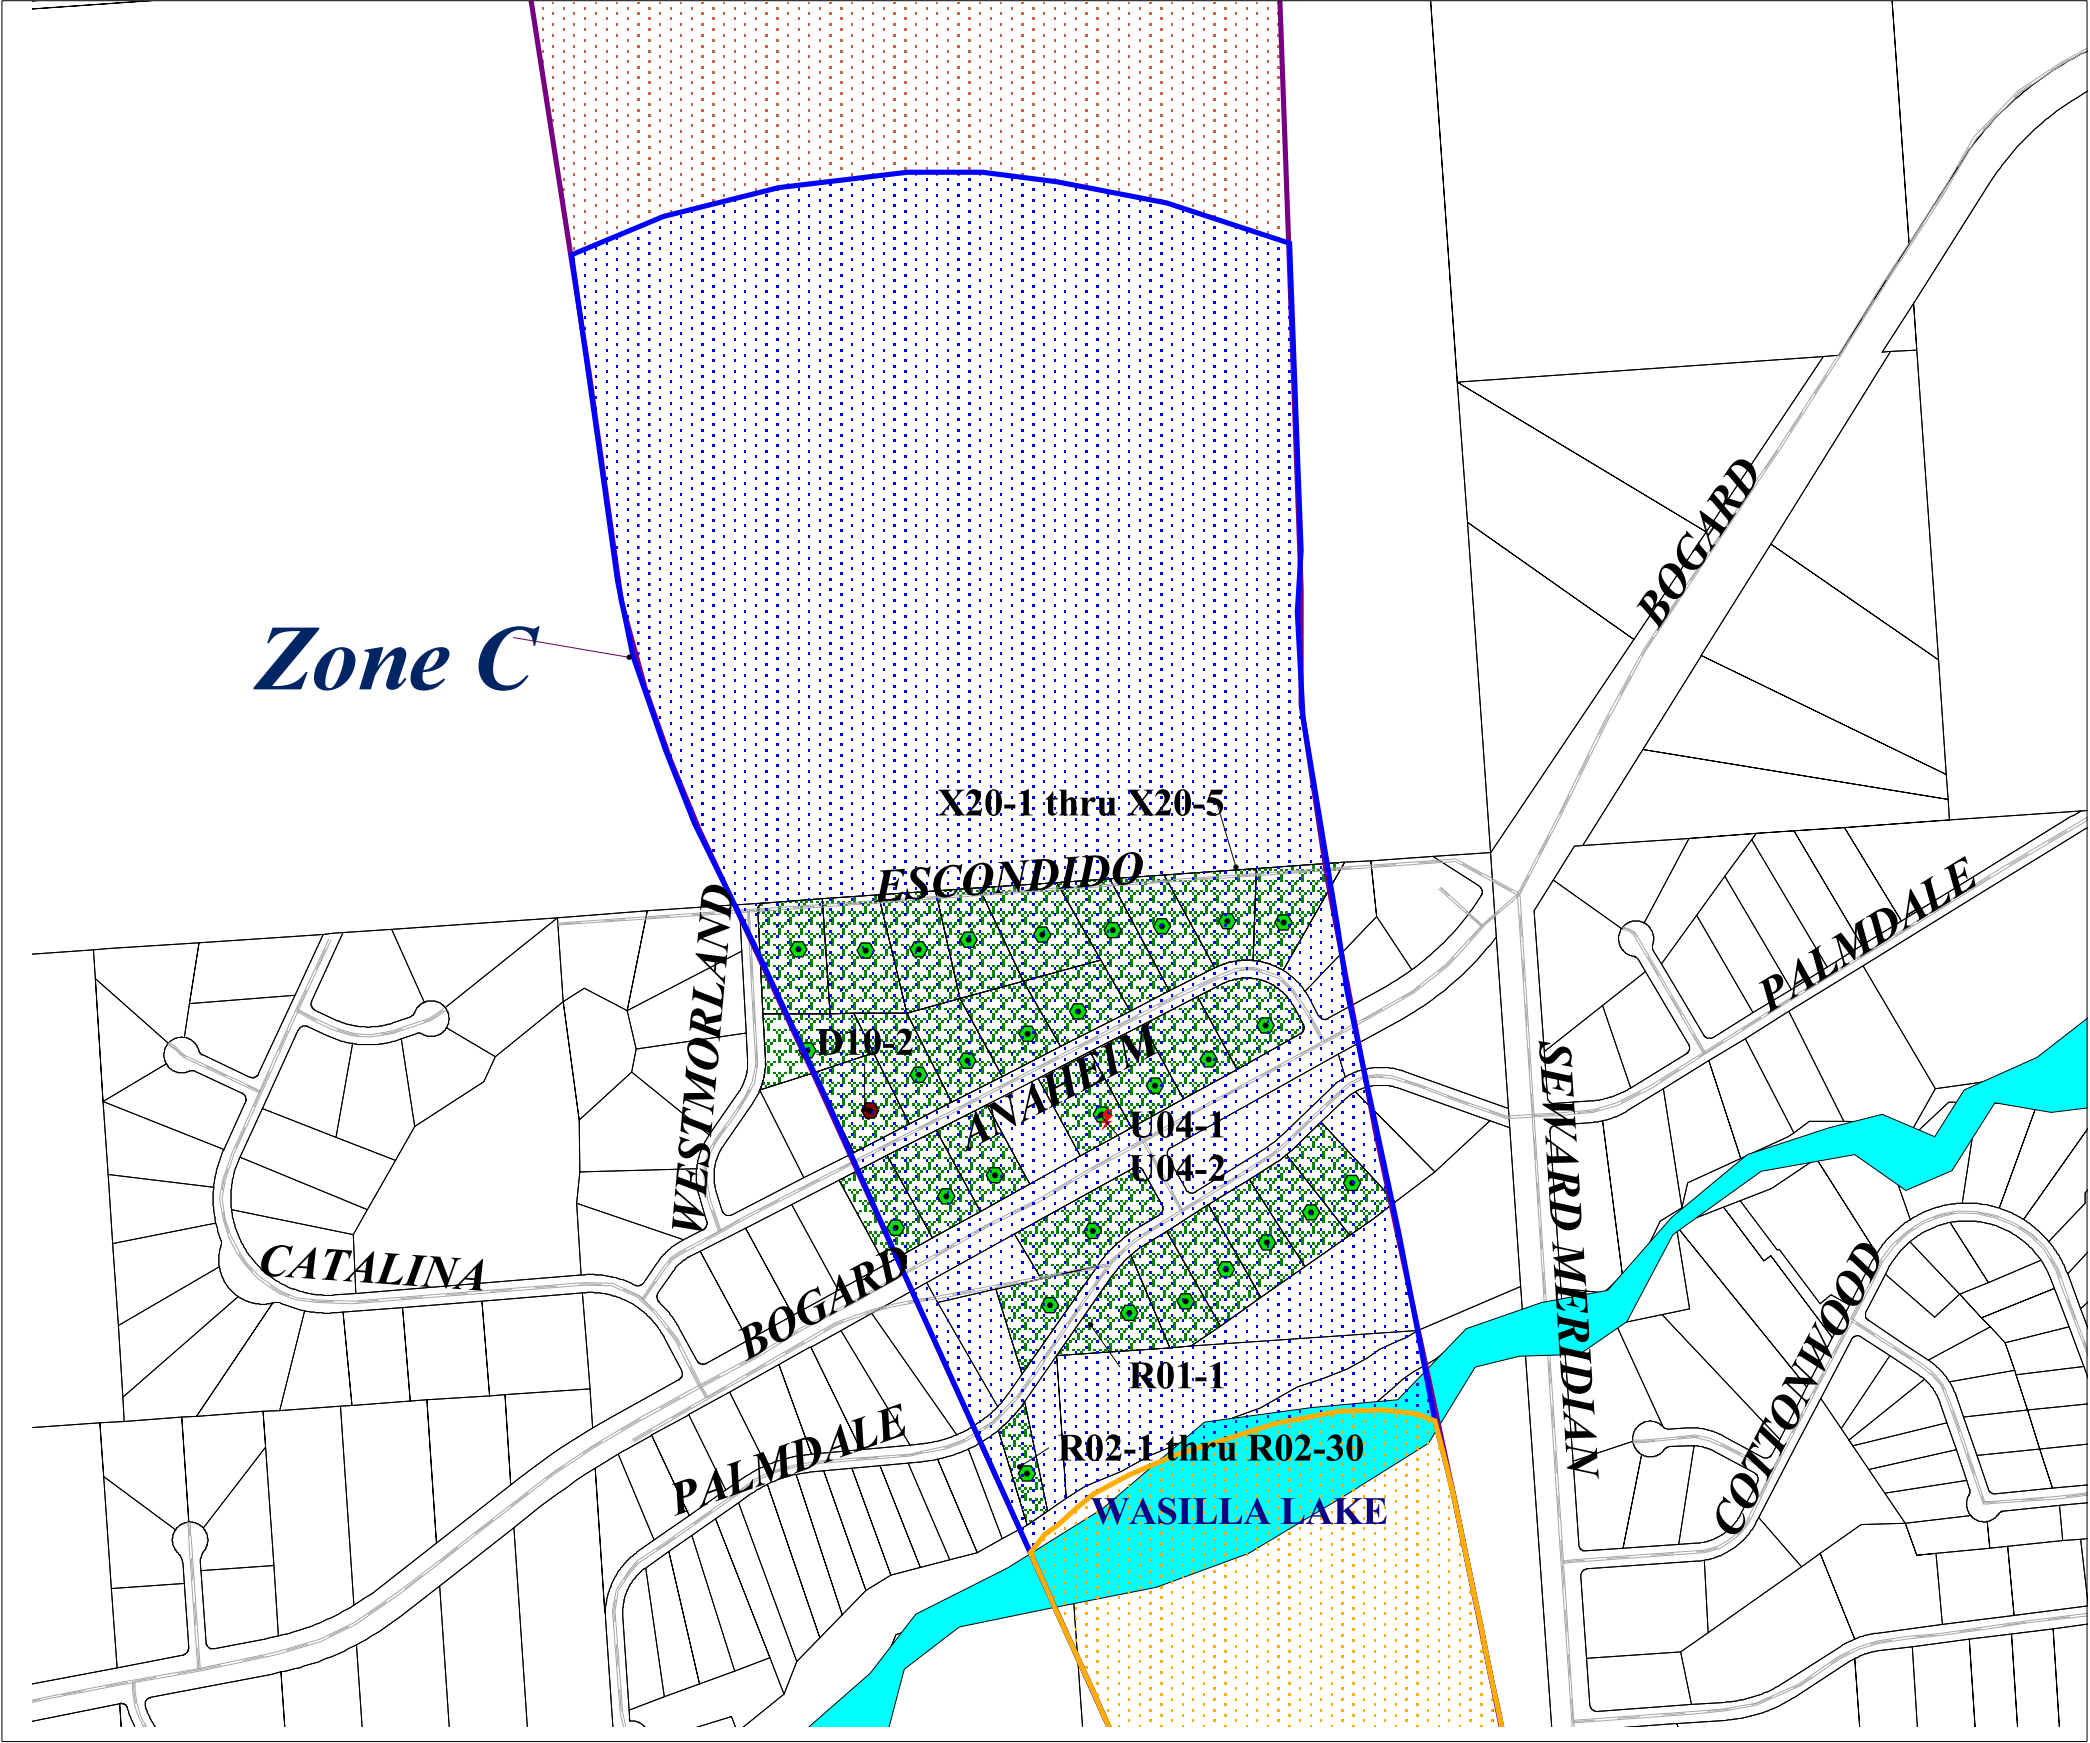 BOGARD
Zone C
X20-1 thru X20-5
ESCONDIDO
WESTMORLAND
PALMDALE
D10-2
ANAHEIM
U04-1
U04-2
SEWARD MERIDIAN
CATALINA
BOGARD
COTTONWOOD
R01-1
PALMDALE
R02-1 thru R02-30
WASILLA LAKE